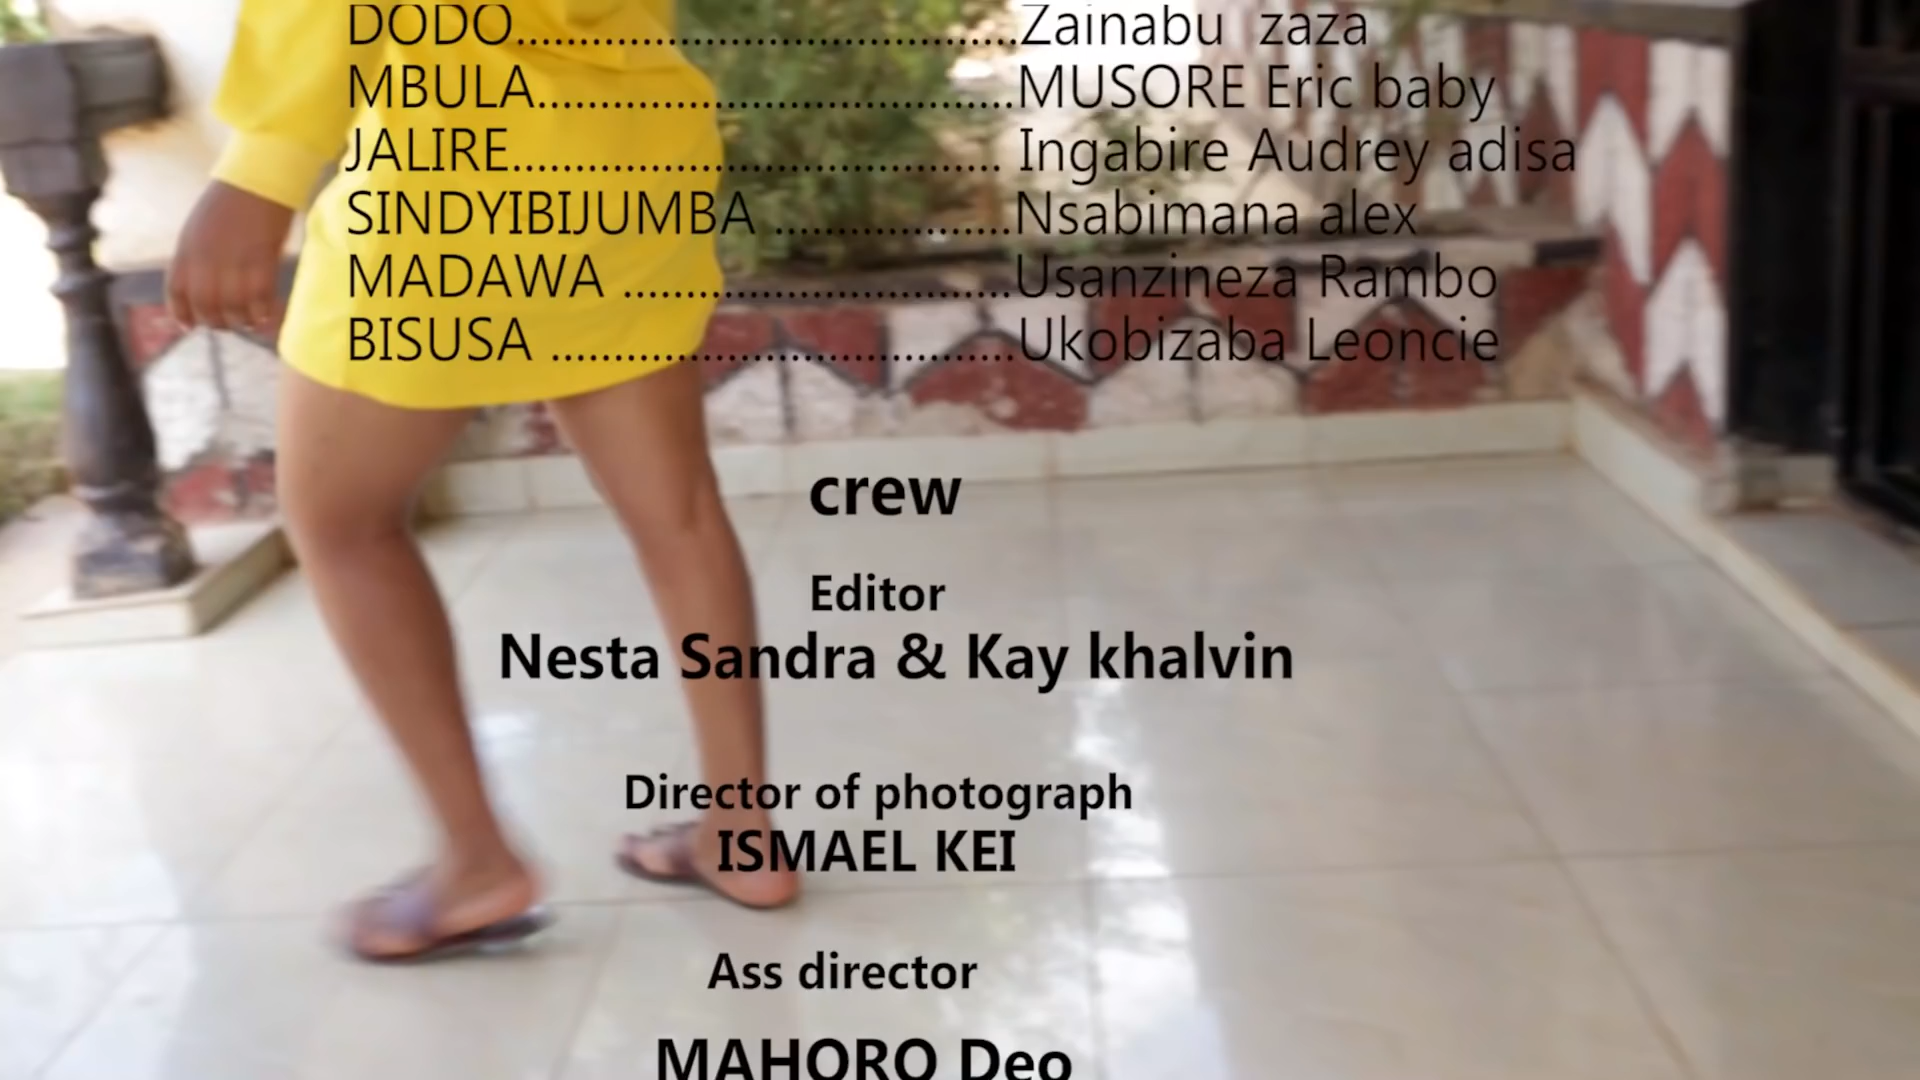 DODO........................................Zainabu zaza
MBULA......................................MUSORE Eric baby
JALIRE....................................... Ingabire Audrey adisa
SINDYIBIJUMBA ...................Nsabimana alex
MADAWA ...............................Usanzineza Rambo
BISUSA .....................................Ukobizaba Leoncie
crew
Editor
Nesta Sandra & Kay khalvin
Director of photograph
ISMAEL KEI
Ass director
MAHORO Deo